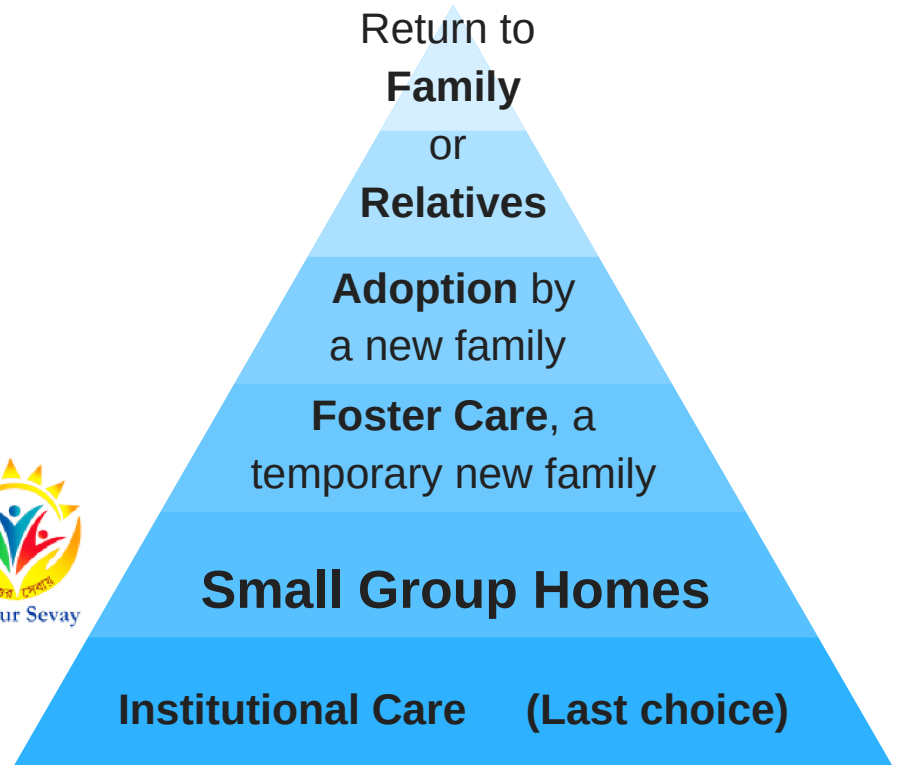 Return to
Family
or
Relatives
Adoption by
a new family
Foster Care, a
temporary new family
Small Group Homes
সেবায়
ur Sevay
Institutional Care (Last choice)